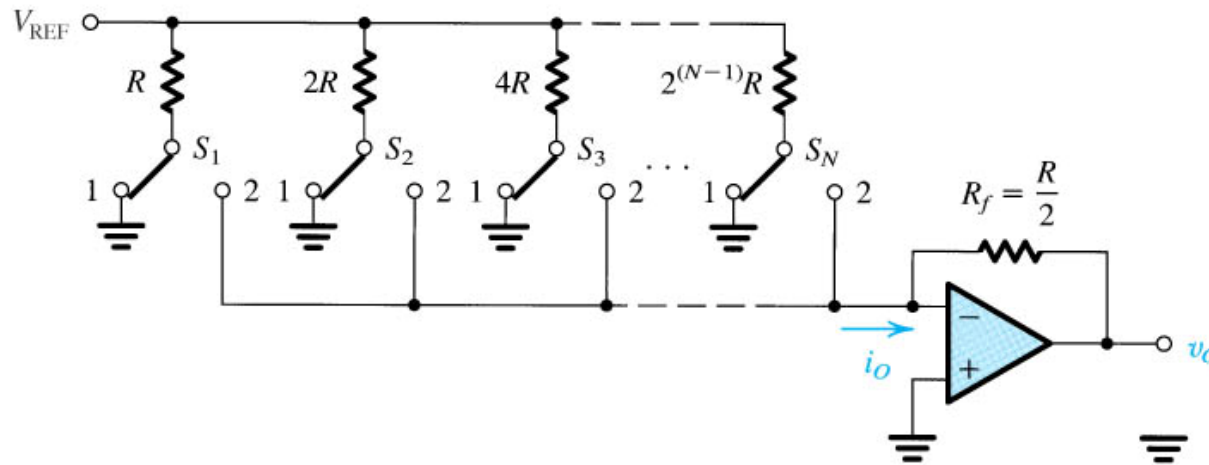 V_REF
R 2R 4R 2^(N−1)R
S_1 S_2 S_3 . . . S_N
1 2 1 2 1 2 1 2
R_f = R/2
−
+
i_O
v_O